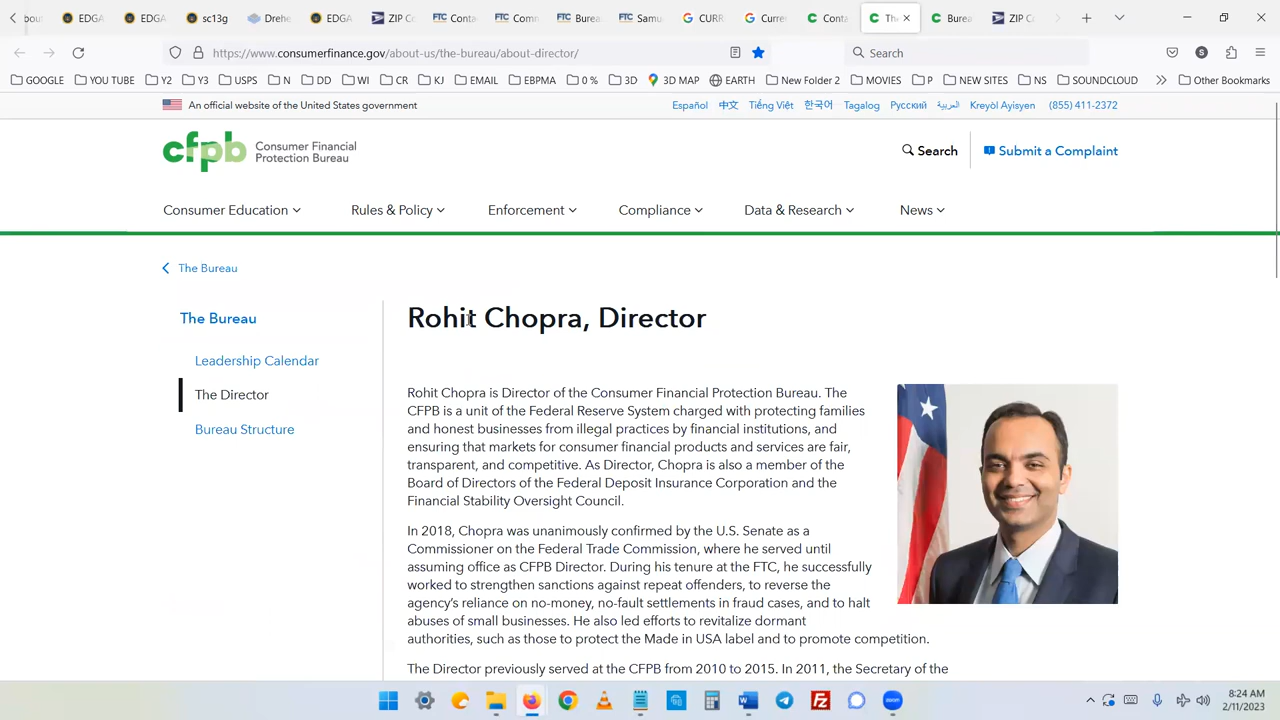 bout
EDGA
EDGA
sc13g
Drehe
EDGA
ZIP C
Conta
Comn
Burea
Samu
CURR
Curre
Conta
The
Burea
ZIP Co
https://www.consumerfinance.gov/about-us/the-bureau/about-director/
Search
GOOGLE YOU TUBE Y2 Y3 USPS N DD WI CR KJ EMAIL EBPMA 0 % 3D 3D MAP EARTH New Folder 2 MOVIES P NEW SITES NS SOUNDCLOUD Other Bookmarks
An official website of the United States government
Español 中文 Tiếng Việt 한국어 Tagalog Русский العربية Kreyòl Ayisyen (855) 411-2372
cfpb Consumer Financial
Protection Bureau
Search Submit a Complaint
Consumer Education Rules & Policy Enforcement Compliance Data & Research News
The Bureau
The Bureau
Leadership Calendar
The Director
Bureau Structure
Rohit Chopra, Director
Rohit Chopra is Director of the Consumer Financial Protection Bureau. The
CFPB is a unit of the Federal Reserve System charged with protecting families
and honest businesses from illegal practices by financial institutions, and
ensuring that markets for consumer financial products and services are fair,
transparent, and competitive. As Director, Chopra is also a member of the
Board of Directors of the Federal Deposit Insurance Corporation and the
Financial Stability Oversight Council.
In 2018, Chopra was unanimously confirmed by the U.S. Senate as a
Commissioner on the Federal Trade Commission, where he served until
assuming office as CFPB Director. During his tenure at the FTC, he successfully
worked to strengthen sanctions against repeat offenders, to reverse the
agency's reliance on no-money, no-fault settlements in fraud cases, and to halt
abuses of small businesses. He also led efforts to revitalize dormant
authorities, such as those to protect the Made in USA label and to promote competition.
The Director previously served at the CFPB from 2010 to 2015. In 2011, the Secretary of the
8:24 AM
2/11/2023